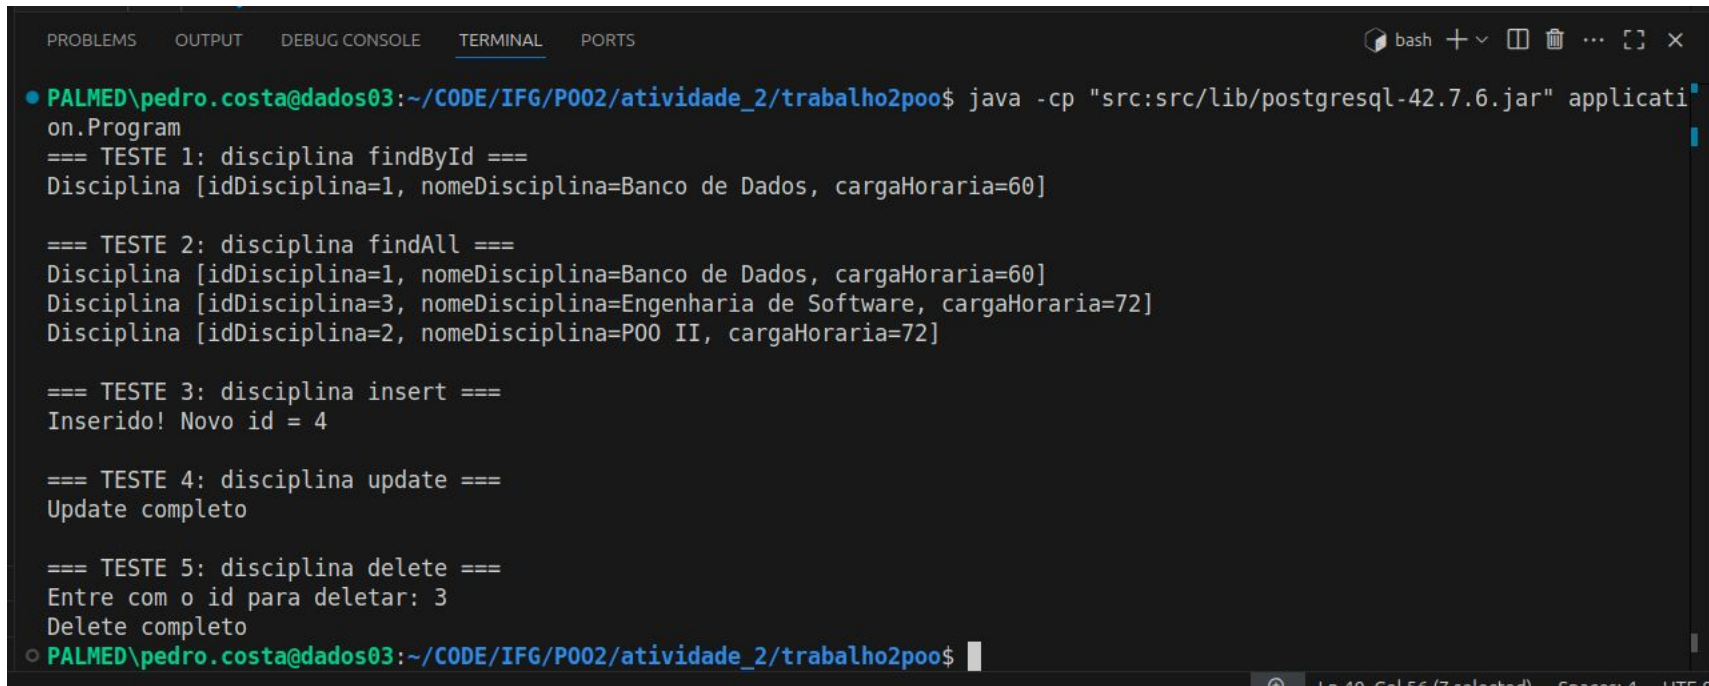 PROBLEMS OUTPUT DEBUG CONSOLE TERMINAL PORTS bash
PALMED\pedro.costa@dados03:~/CODE/IFG/POO2/atividade_2/trabalho2poo$ java -cp "src:src/lib/postgresql-42.7.6.jar" applicati
on.Program
=== TESTE 1: disciplina findById ===
Disciplina [idDisciplina=1, nomeDisciplina=Banco de Dados, cargaHoraria=60]
=== TESTE 2: disciplina findAll ===
Disciplina [idDisciplina=1, nomeDisciplina=Banco de Dados, cargaHoraria=60]
Disciplina [idDisciplina=3, nomeDisciplina=Engenharia de Software, cargaHoraria=72]
Disciplina [idDisciplina=2, nomeDisciplina=POO II, cargaHoraria=72]
=== TESTE 3: disciplina insert ===
Inserido! Novo id = 4
=== TESTE 4: disciplina update ===
Update completo
=== TESTE 5: disciplina delete ===
Entre com o id para deletar: 3
Delete completo
PALMED\pedro.costa@dados03:~/CODE/IFG/POO2/atividade_2/trabalho2poo$